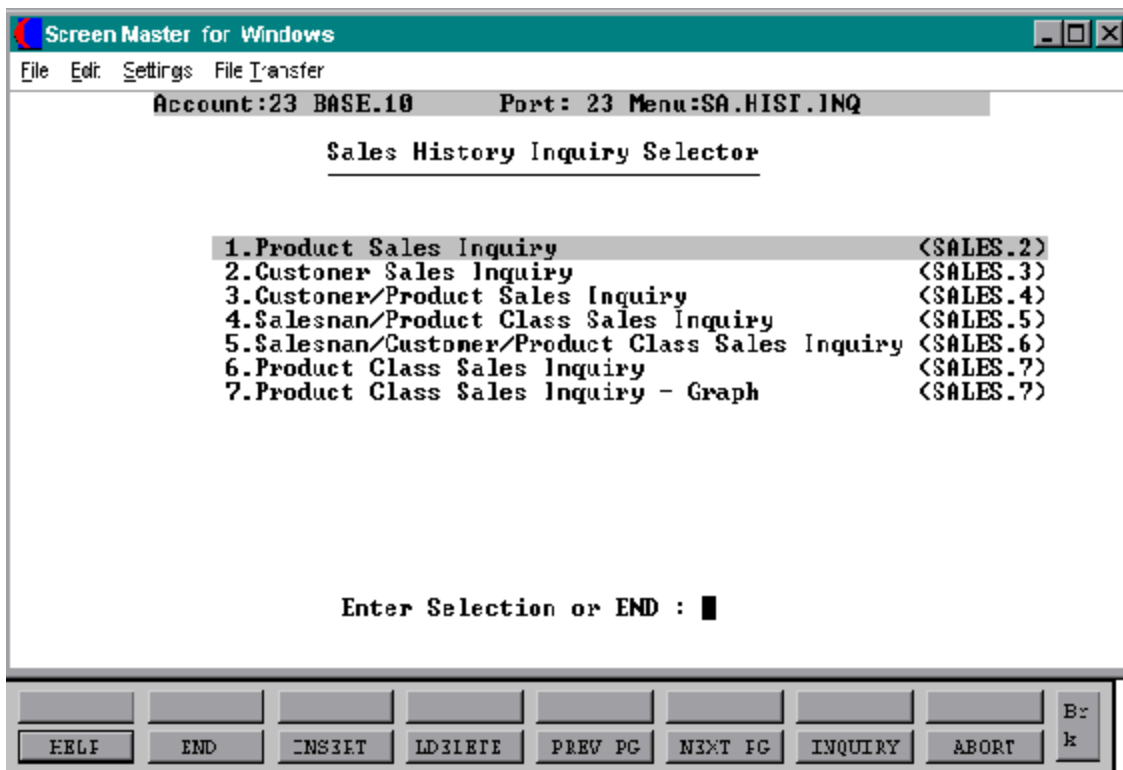 Screen Master for Windows
File Edit Settings File Transfer
Account:23 BASE.10 Port: 23 Menu:SA.HIST.INQ
Sales History Inquiry Selector
1.Product Sales Inquiry (SALES.2)
2.Customer Sales Inquiry (SALES.3)
3.Customer/Product Sales Inquiry (SALES.4)
4.Salesman/Product Class Sales Inquiry (SALES.5)
5.Salesman/Customer/Product Class Sales Inquiry (SALES.6)
6.Product Class Sales Inquiry (SALES.7)
7.Product Class Sales Inquiry - Graph (SALES.7)
Enter Selection or END :
HELP END INSERT LDELETE PREV PG NEXT PG INQUIRY ABORT Brk